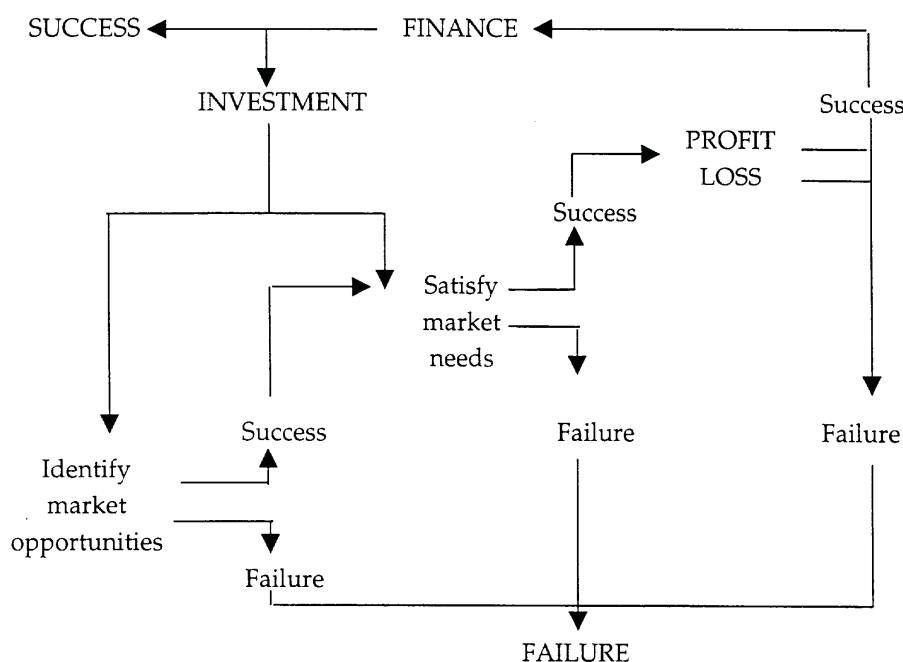 SUCCESS
FINANCE
INVESTMENT
Success
PROFIT
LOSS
Success
Satisfy
market
needs
Success
Failure
Failure
Identify
market
opportunities
Failure
FAILURE